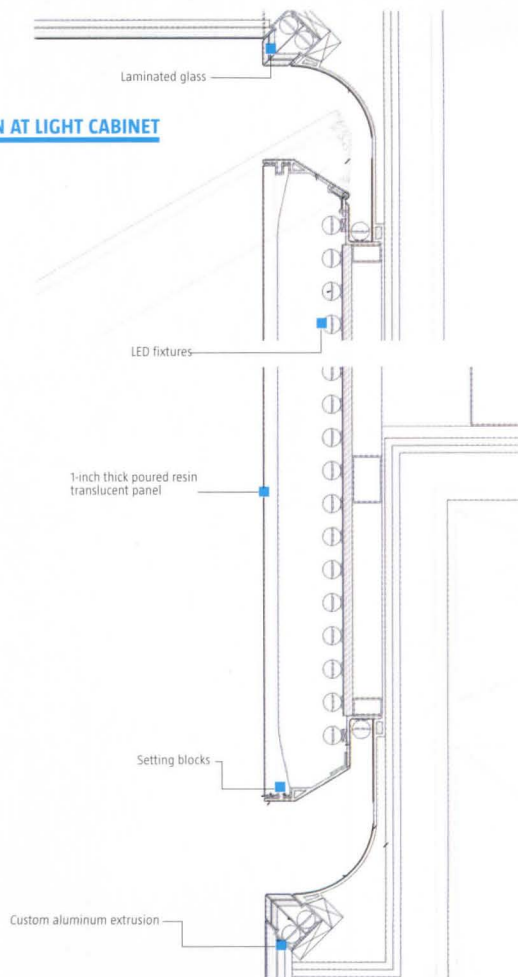 Laminated glass
N AT LIGHT CABINET
LED fixtures
1-inch thick poured resin
translucent panel
Setting blocks
Custom aluminum extrusion